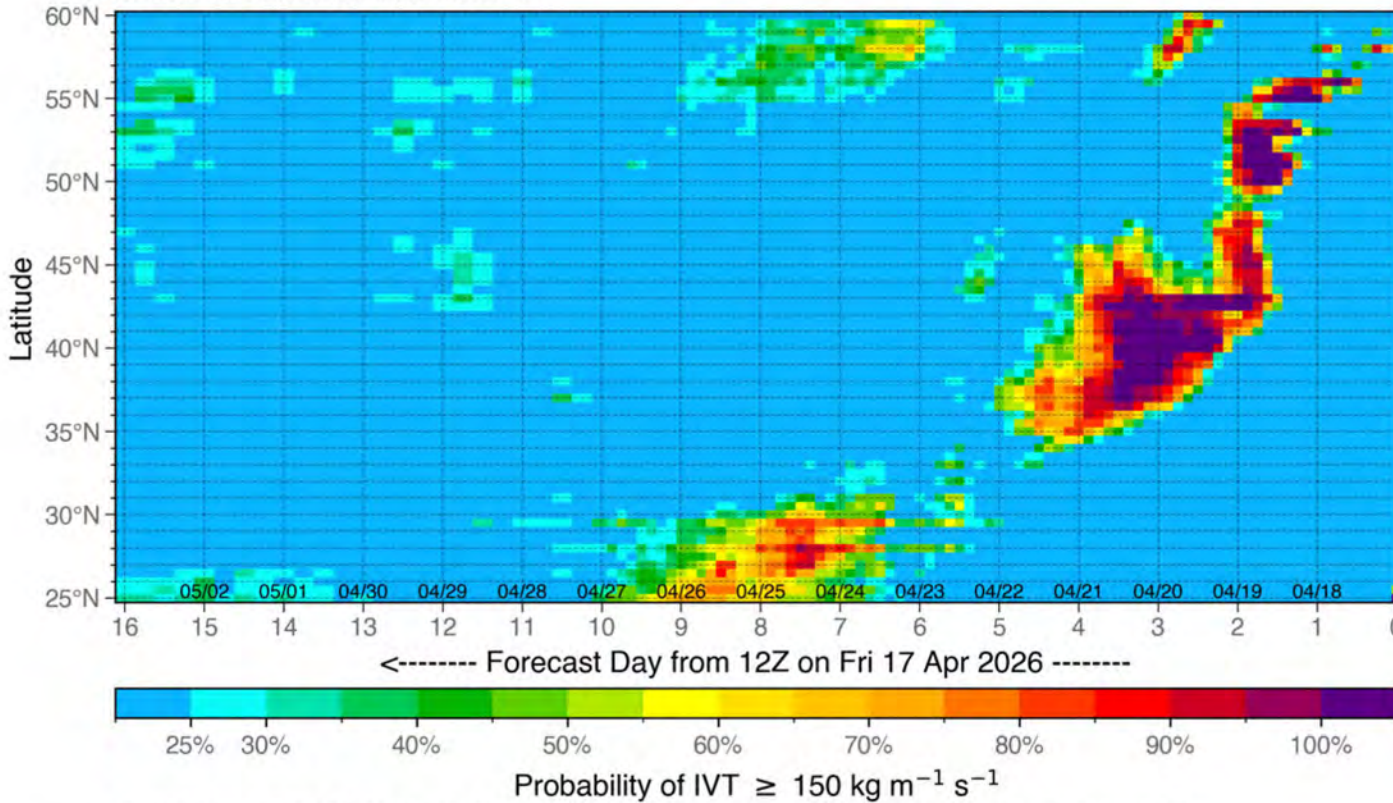 60°N
55°N
50°N
45°N
40°N
35°N
30°N
25°N
Latitude
05/02 05/01 04/30 04/29 04/28 04/27 04/26 04/25 04/24 04/23 04/22 04/21 04/20 04/19 04/18
16 15 14 13 12 11 10 9 8 7 6 5 4 3 2 1
<-------- Forecast Day from 12Z on Fri 17 Apr 2026 --------
25% 30% 40% 50% 60% 70% 80% 90% 100%
Probability of IVT ≥ 150 kg m⁻¹ s⁻¹